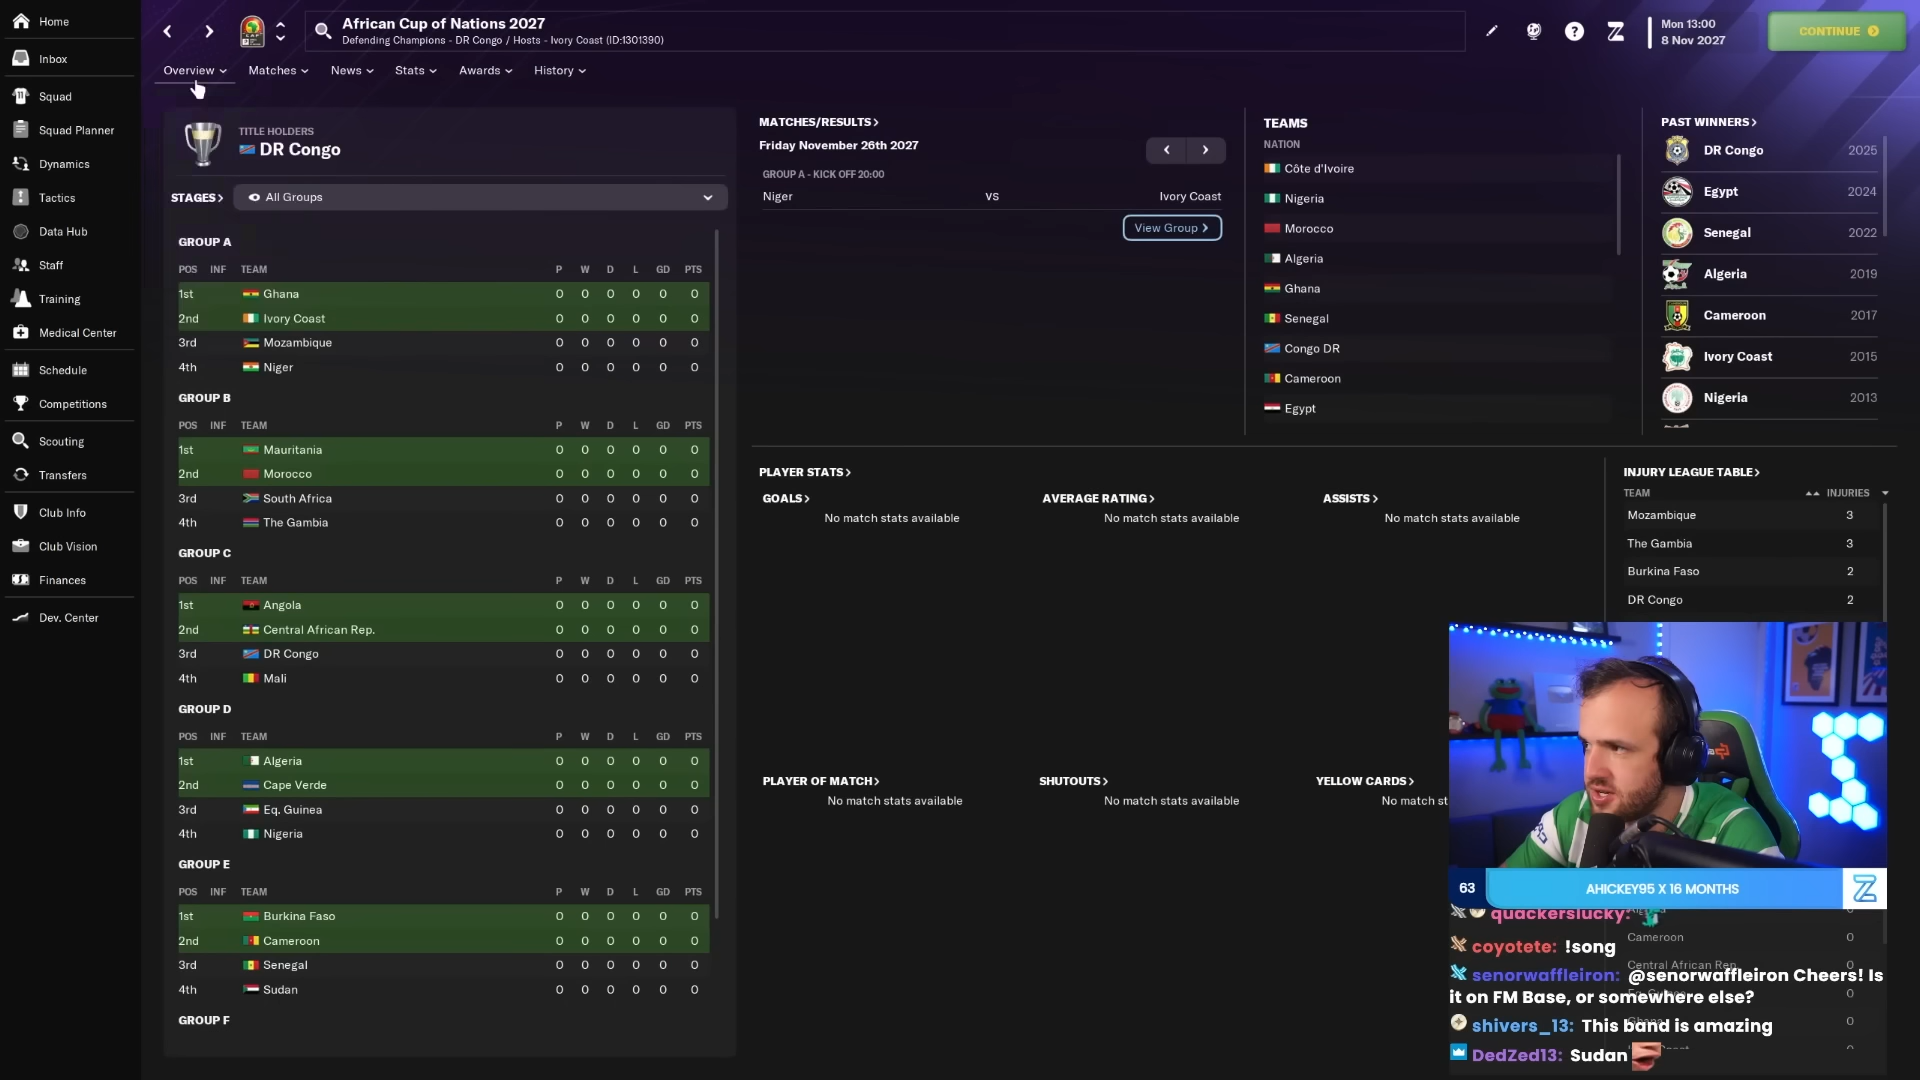 Home
Inbox
Squad
Squad Planner
Dynamics
Tactics
Data Hub
Staff
Training
Medical Center
Schedule
Competitions
Scouting
Transfers
Club Info
Club Vision
Finances
Dev. Center
African Cup of Nations 2027
Defending Champions - DR Congo / Hosts - Ivory Coast (ID:1301390)
Mon 13:00
8 Nov 2027
CONTINUE
Overview Matches News Stats Awards History
TITLE HOLDERS
DR Congo
STAGES All Groups
GROUP A
POS INF TEAM P W D L GD PTS
1st Ghana 0 0 0 0 0 0
2nd Ivory Coast 0 0 0 0 0 0
3rd Mozambique 0 0 0 0 0 0
4th Niger 0 0 0 0 0 0
GROUP B
POS INF TEAM P W D L GD PTS
1st Mauritania 0 0 0 0 0 0
2nd Morocco 0 0 0 0 0 0
3rd South Africa 0 0 0 0 0 0
4th The Gambia 0 0 0 0 0 0
GROUP C
POS INF TEAM P W D L GD PTS
1st Angola 0 0 0 0 0 0
2nd Central African Rep. 0 0 0 0 0 0
3rd DR Congo 0 0 0 0 0 0
4th Mali 0 0 0 0 0 0
GROUP D
POS INF TEAM P W D L GD PTS
1st Algeria 0 0 0 0 0 0
2nd Cape Verde 0 0 0 0 0 0
3rd Eq. Guinea 0 0 0 0 0 0
4th Nigeria 0 0 0 0 0 0
GROUP E
POS INF TEAM P W D L GD PTS
1st Burkina Faso 0 0 0 0 0 0
2nd Cameroon 0 0 0 0 0 0
3rd Senegal 0 0 0 0 0 0
4th Sudan 0 0 0 0 0 0
GROUP F
MATCHES/RESULTS
Friday November 26th 2027
GROUP A - KICK OFF 20:00
Niger VS Ivory Coast
View Group
TEAMS
NATION
Côte d'Ivoire
Nigeria
Morocco
Algeria
Ghana
Senegal
Congo DR
Cameroon
Egypt
PAST WINNERS
DR Congo 2025
Egypt 2024
Senegal 2022
Algeria 2019
Cameroon 2017
Ivory Coast 2015
Nigeria 2013
PLAYER STATS
GOALS AVERAGE RATING ASSISTS
No match stats available No match stats available No match stats available
PLAYER OF MATCH SHUTOUTS YELLOW CARDS
No match stats available No match stats available No match st
INJURY LEAGUE TABLE
TEAM INJURIES
Mozambique 3
The Gambia 3
Burkina Faso 2
DR Congo 2
63 AHICKEY95 X 16 MONTHS
quackerslucky:
Cameroon 0
coyotete: !song
Central African Rep. 0
senorwaffleiron: @senorwaffleiron Cheers! Is
it on FM Base, or somewhere else?
shivers_13: This band is amazing
DedZed13: Sudan